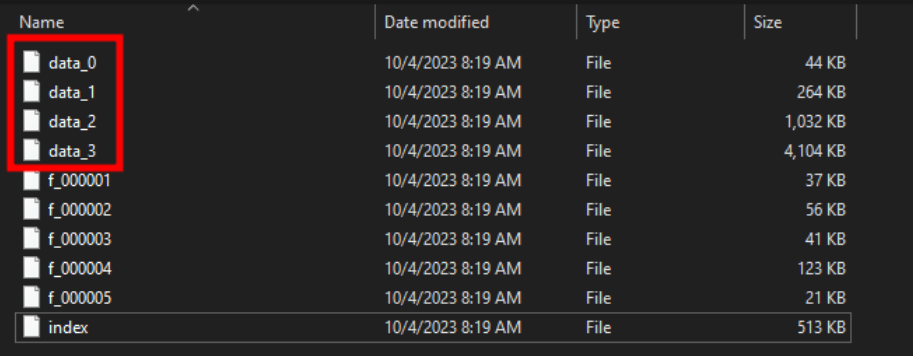 Name Date modified Type Size
data_0 10/4/2023 8:19 AM File 44 KB
data_1 10/4/2023 8:19 AM File 264 KB
data_2 10/4/2023 8:19 AM File 1,032 KB
data_3 10/4/2023 8:19 AM File 4,104 KB
f_000001 10/4/2023 8:19 AM File 37 KB
f_000002 10/4/2023 8:19 AM File 56 KB
f_000003 10/4/2023 8:19 AM File 41 KB
f_000004 10/4/2023 8:19 AM File 123 KB
f_000005 10/4/2023 8:19 AM File 21 KB
index 10/4/2023 8:19 AM File 513 KB